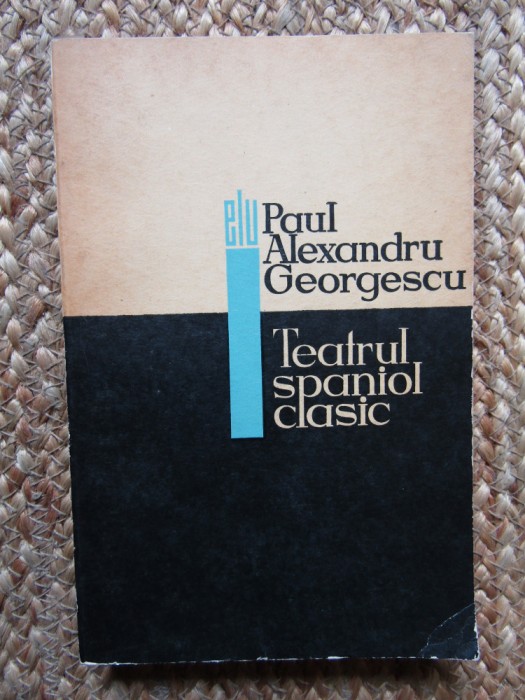 elu
Paul
Alexandru
Georgescu
Teatrul
spaniol
clasic